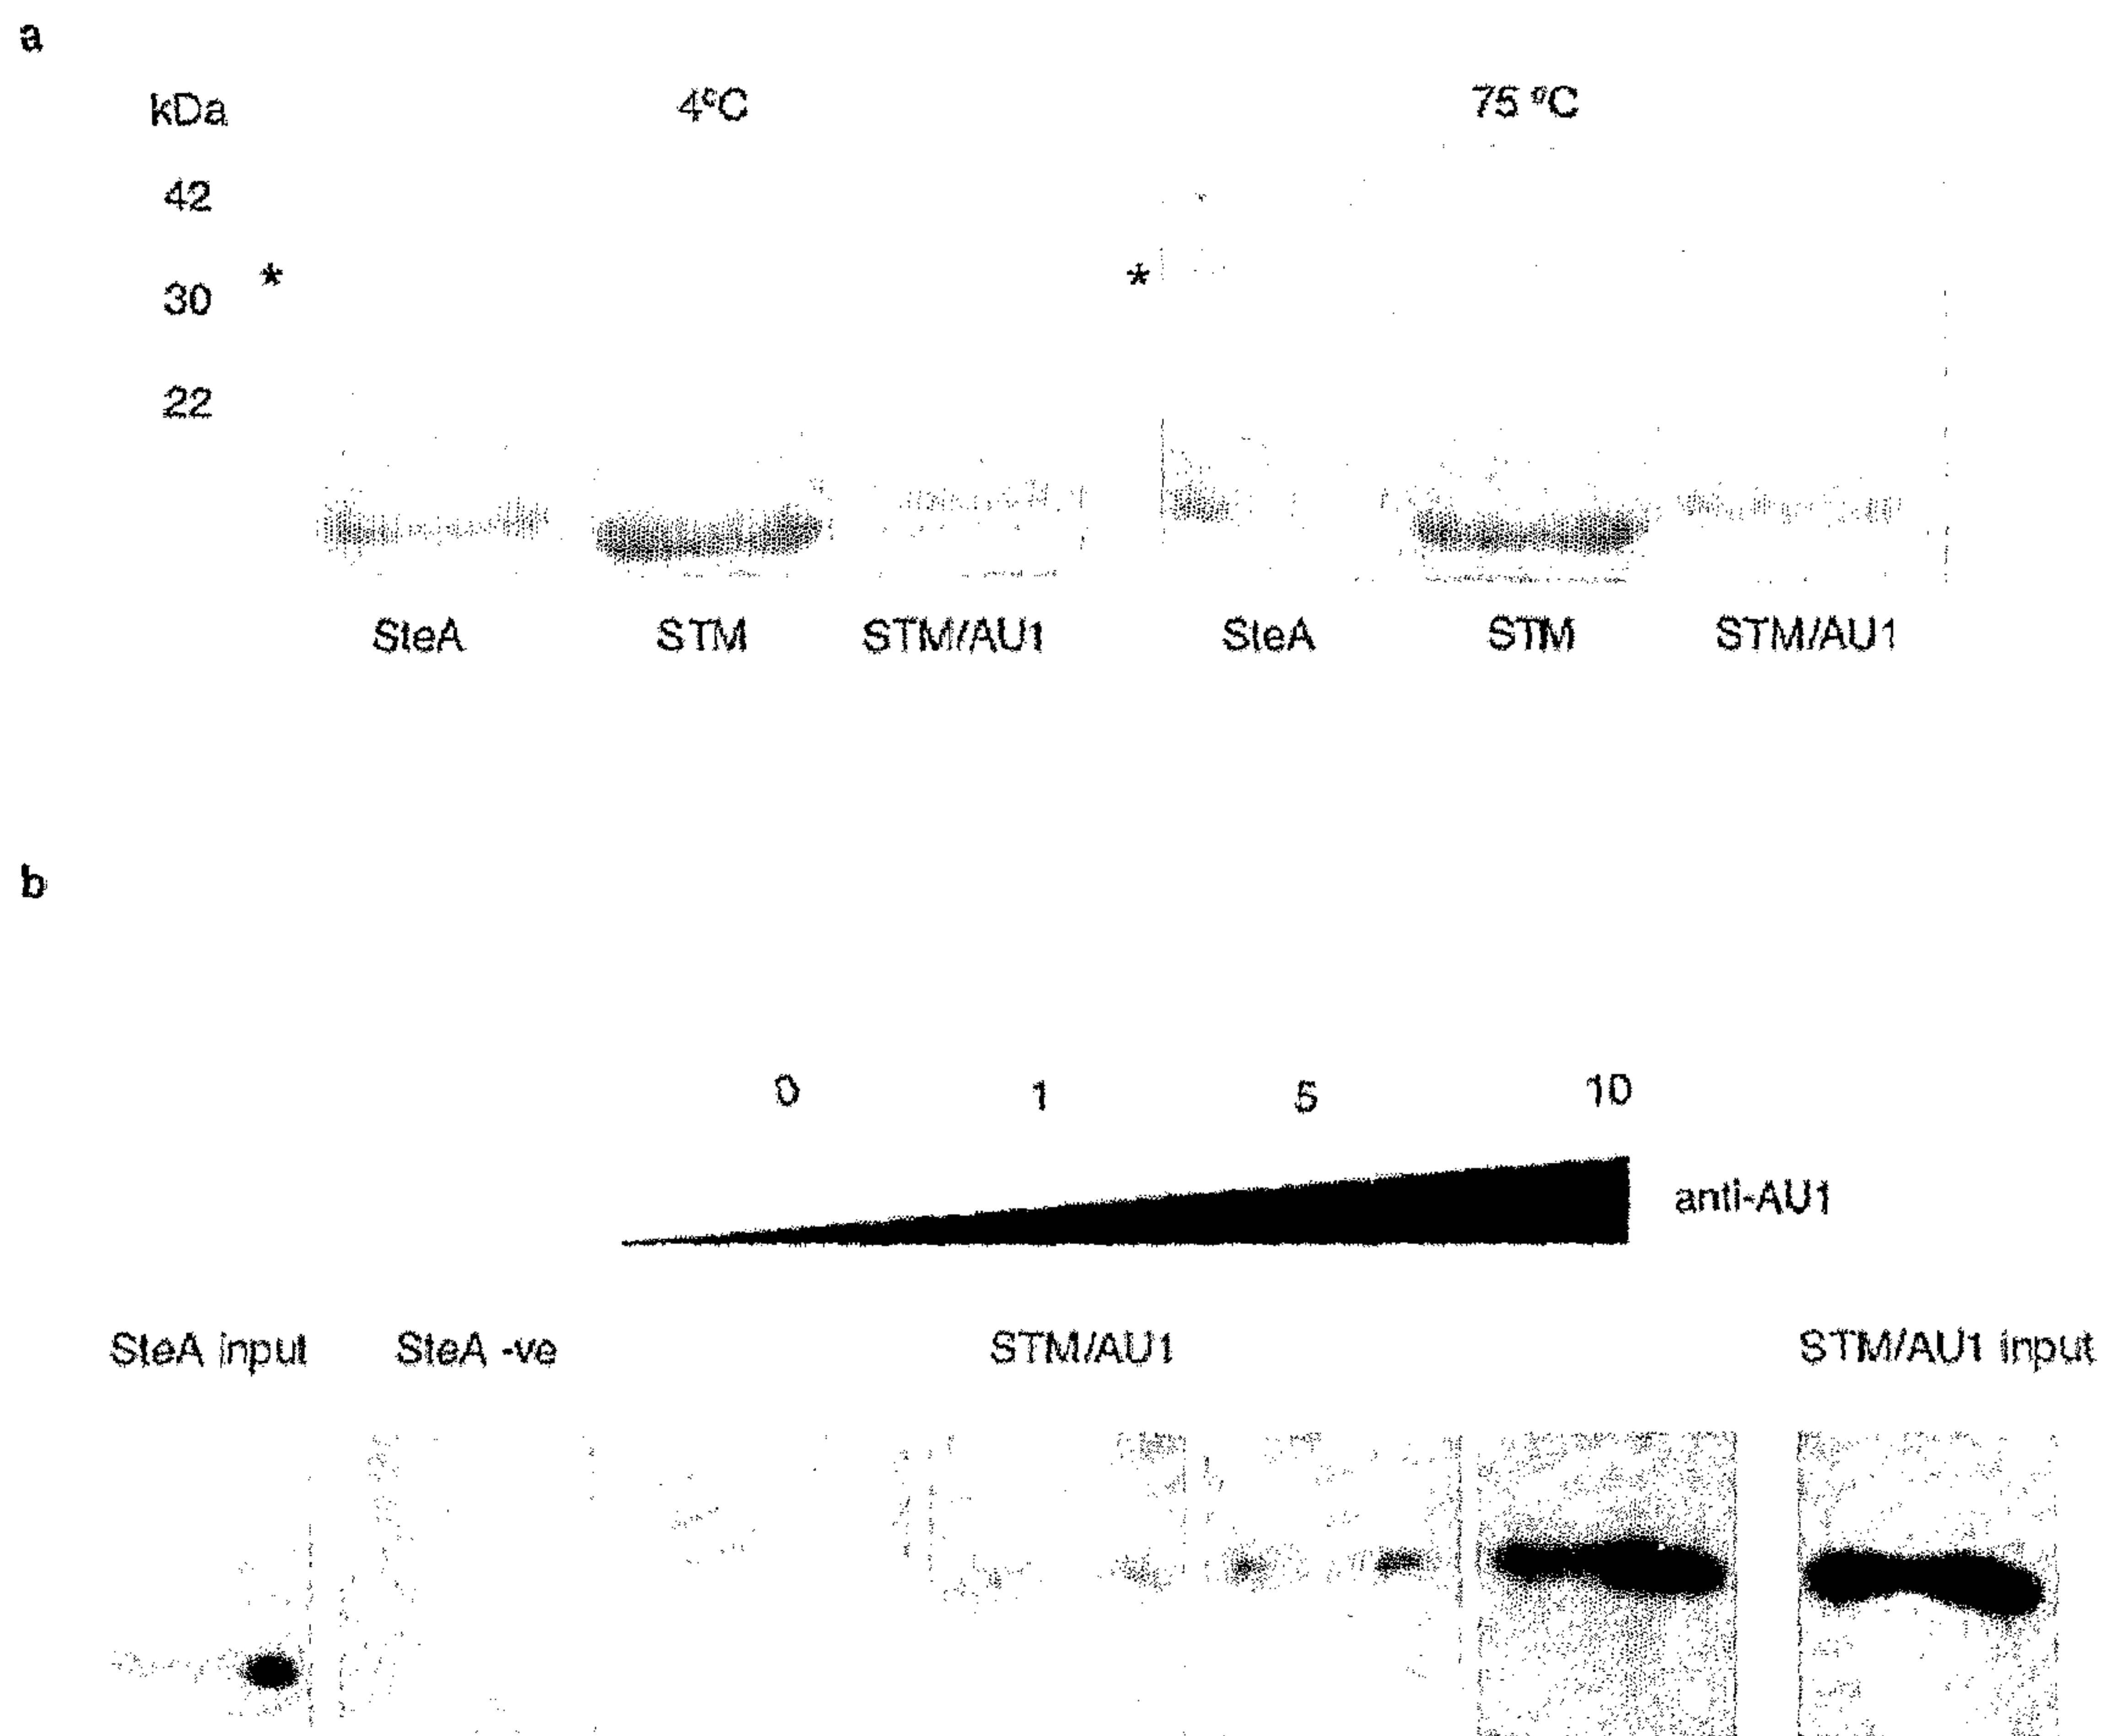 a
kDa 4°C 75 °C
42
* *
30
22
SteA STM STM/AU1 SteA STM STM/AU1
b
0 1 5 10
anti-AU1
SteA input SteA -ve STM/AU1 STM/AU1 input